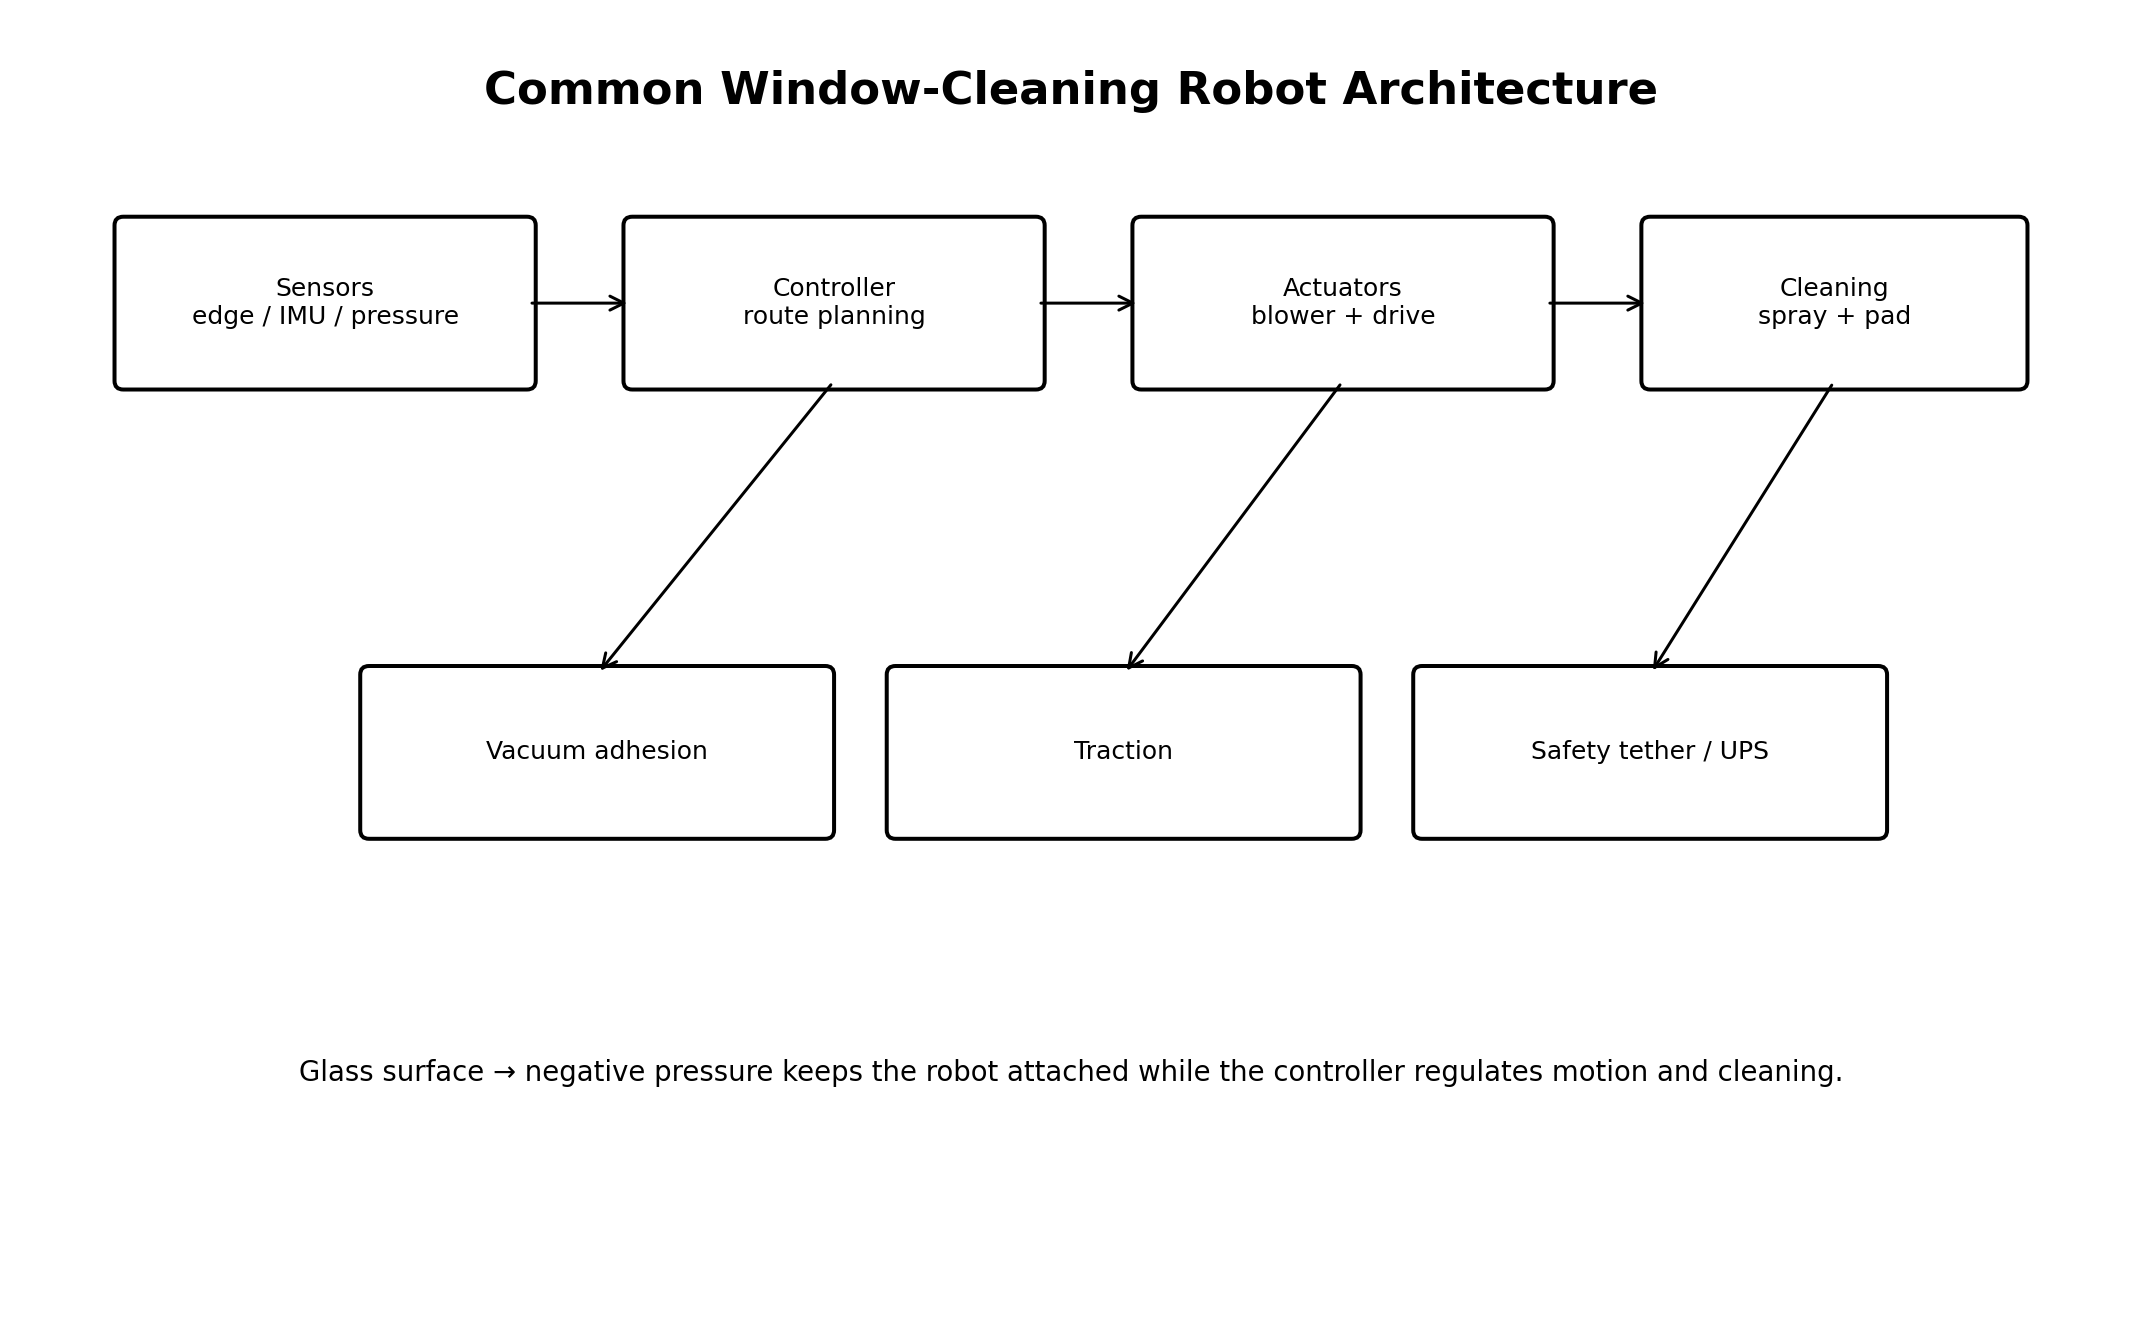 Common Window-Cleaning Robot Architecture
Sensors
edge / IMU / pressure
Controller
route planning
Actuators
blower + drive
Cleaning
spray + pad
Vacuum adhesion
Traction
Safety tether / UPS
Glass surface → negative pressure keeps the robot attached while the controller regulates motion and cleaning.